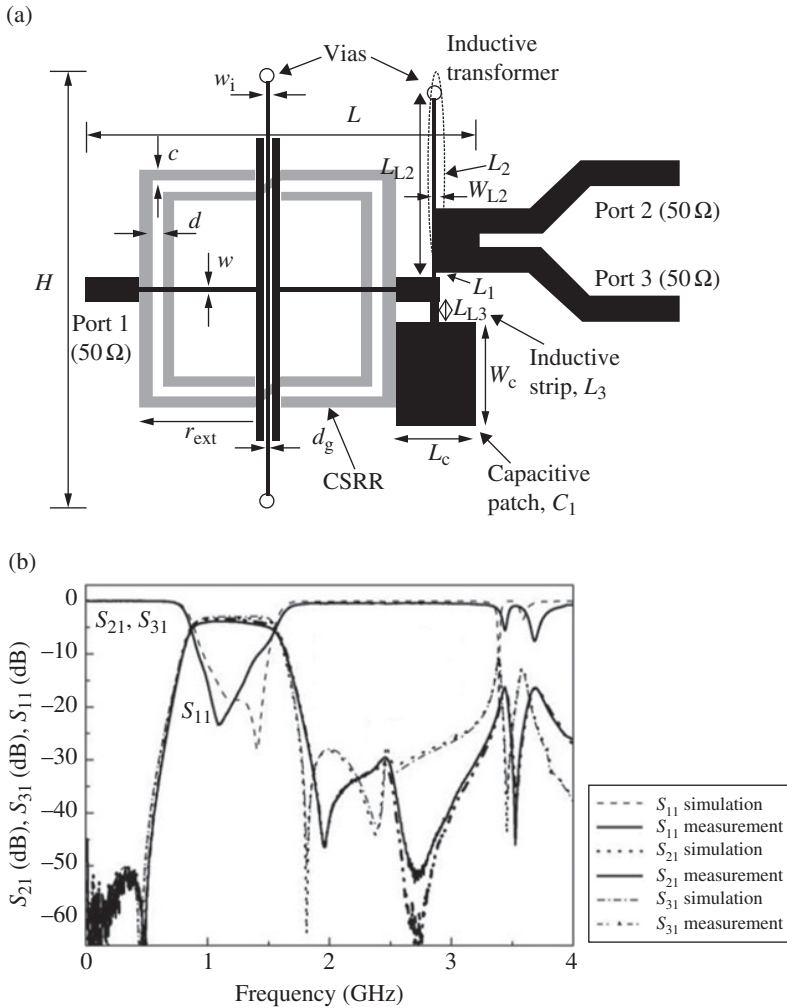 (a)
Vias
Inductive
transformer
w_i
L
c
L_L2
L_2
W_L2
d
Port 2 (50 Ω)
w
H
L_1
Port 3 (50 Ω)
Port 1
(50 Ω)
L_L3
W_c
Inductive
strip, L_3
r_ext
d_g
L_c
CSRR
Capacitive
patch, C_1
(b)
0
S_21, S_31
−10
S_11
−20
−30
−40
−50
−60
S_21 (dB), S_31 (dB), S_11 (dB)
0 1 2 3 4
Frequency (GHz)
S_11 simulation
S_11 measurement
S_21 simulation
S_21 measurement
S_31 simulation
S_31 measurement